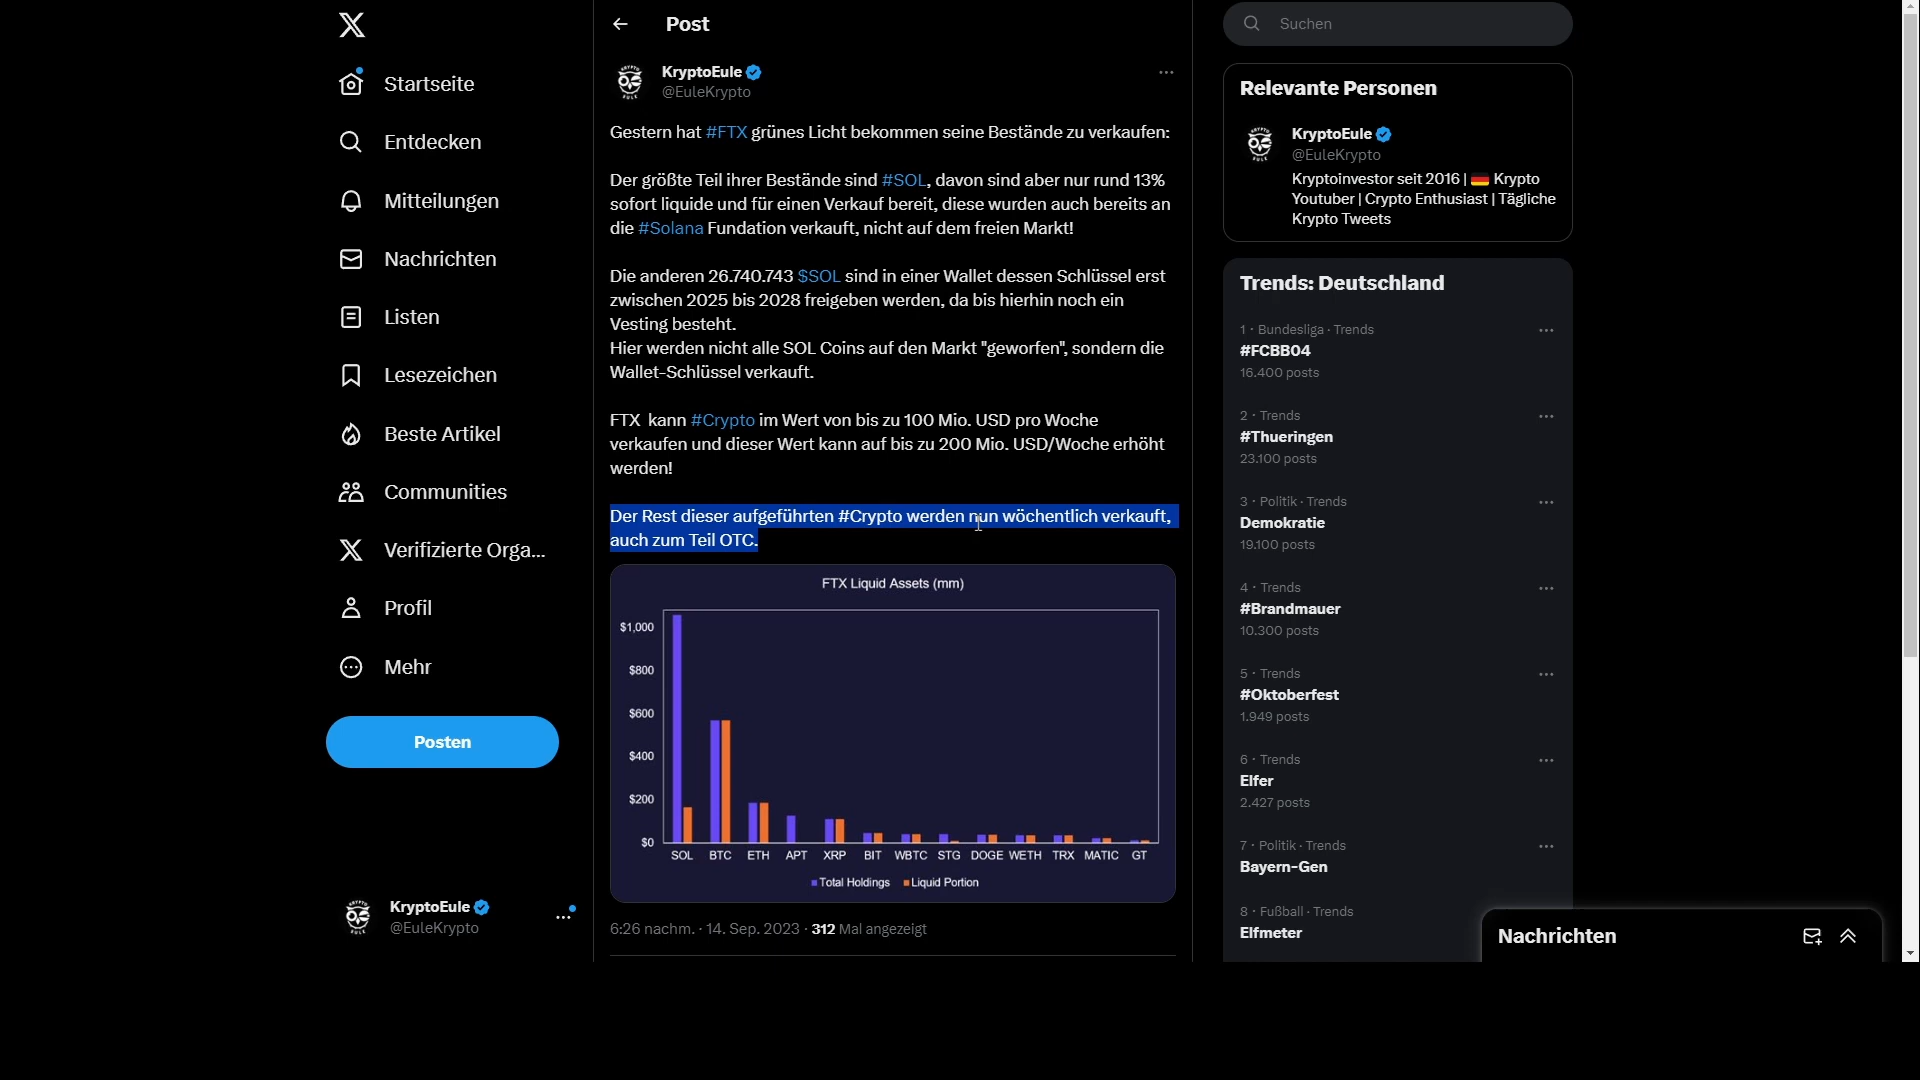 Startseite
Entdecken
Mitteilungen
Nachrichten
Listen
Lesezeichen
Beste Artikel
Communities
Verifizierte Orga...
Profil
Mehr
Posten
KryptoEule
@EuleKrypto
Post
KryptoEule
@EuleKrypto
Gestern hat #FTX grünes Licht bekommen seine Bestände zu verkaufen:
Der größte Teil ihrer Bestände sind #SOL, davon sind aber nur rund 13%
sofort liquide und für einen Verkauf bereit, diese wurden auch bereits an
die #Solana Fundation verkauft, nicht auf dem freien Markt!
Die anderen 26.740.743 $SOL sind in einer Wallet dessen Schlüssel erst
zwischen 2025 bis 2028 freigeben werden, da bis hierhin noch ein
Vesting besteht.
Hier werden nicht alle SOL Coins auf den Markt "geworfen", sondern die
Wallet-Schlüssel verkauft.
FTX kann #Crypto im Wert von bis zu 100 Mio. USD pro Woche
verkaufen und dieser Wert kann auf bis zu 200 Mio. USD/Woche erhöht
werden!
Der Rest dieser aufgeführten #Crypto werden nun wöchentlich verkauft,
auch zum Teil OTC.
FTX Liquid Assets (mm)
$1,000
$800
$600
$400
$200
$0
SOL BTC ETH APT XRP BIT WBTC STG DOGE WETH TRX MATIC GT
Total Holdings Liquid Portion
6:26 nachm. · 14. Sep. 2023 · 312 Mal angezeigt
Suchen
Relevante Personen
KryptoEule
@EuleKrypto
Kryptoinvestor seit 2016 | 🇩🇪 Krypto
Youtuber | Crypto Enthusiast | Tägliche
Krypto Tweets
Trends: Deutschland
1 · Bundesliga · Trends
#FCBB04
16.400 posts
2 · Trends
#Thueringen
23.100 posts
3 · Politik · Trends
Demokratie
19.100 posts
4 · Trends
#Brandmauer
10.300 posts
5 · Trends
#Oktoberfest
1.949 posts
6 · Trends
Elfer
2.427 posts
7 · Politik · Trends
Bayern-Gen
8 · Fußball · Trends
Elfmeter
Nachrichten